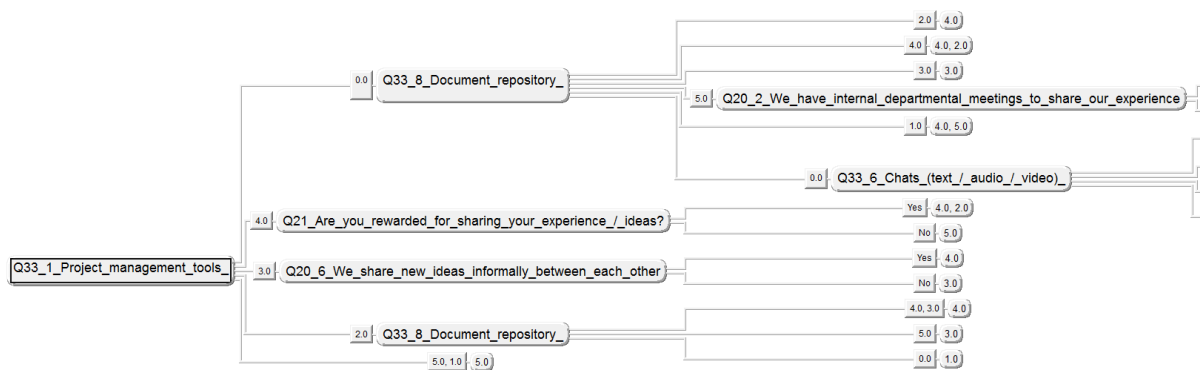 2.0 4.0
4.0 4.0, 2.0
0.0 Q33_8_Document_repository_ 3.0 3.0
5.0 Q20_2_We_have_internal_departmental_meetings_to_share_our_experience
1.0 4.0, 5.0
0.0 Q33_6_Chats_(text_/_audio_/_video)_
4.0 Q21_Are_you_rewarded_for_sharing_your_experience_/_ideas? Yes 4.0, 2.0
No 5.0
Q33_1_Project_management_tools_ 3.0 Q20_6_We_share_new_ideas_informally_between_each_other Yes 4.0
No 3.0
4.0, 3.0 4.0
2.0 Q33_8_Document_repository_ 5.0 3.0
0.0 1.0
5.0, 1.0 5.0